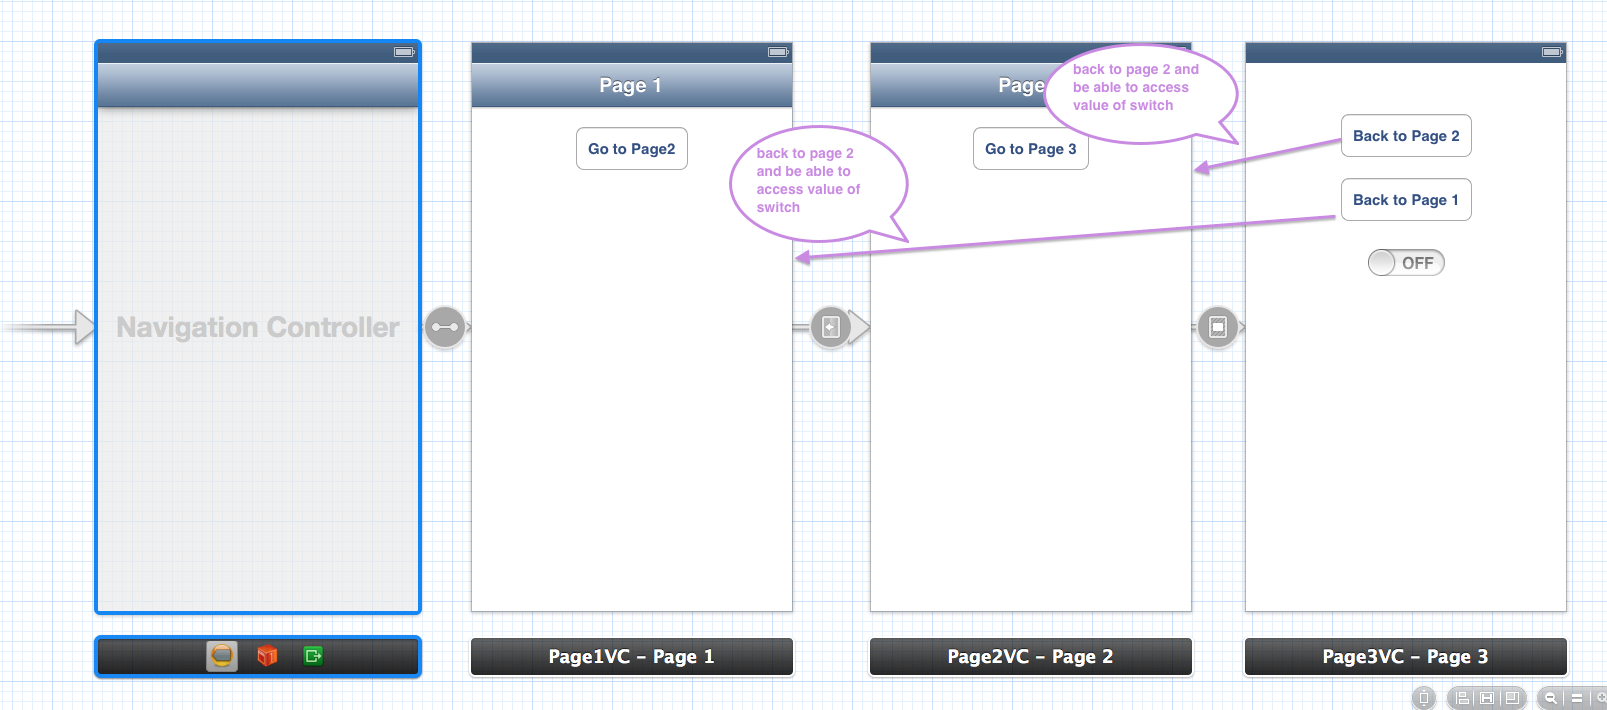 Page 1
Page
back to page 2 and
be able to access
value of switch
Go to Page2
Go to Page 3
Back to Page 2
back to page 2
and be able to
access value of
switch
Back to Page 1
OFF
Navigation Controller
Page1VC - Page 1
Page2VC - Page 2
Page3VC - Page 3